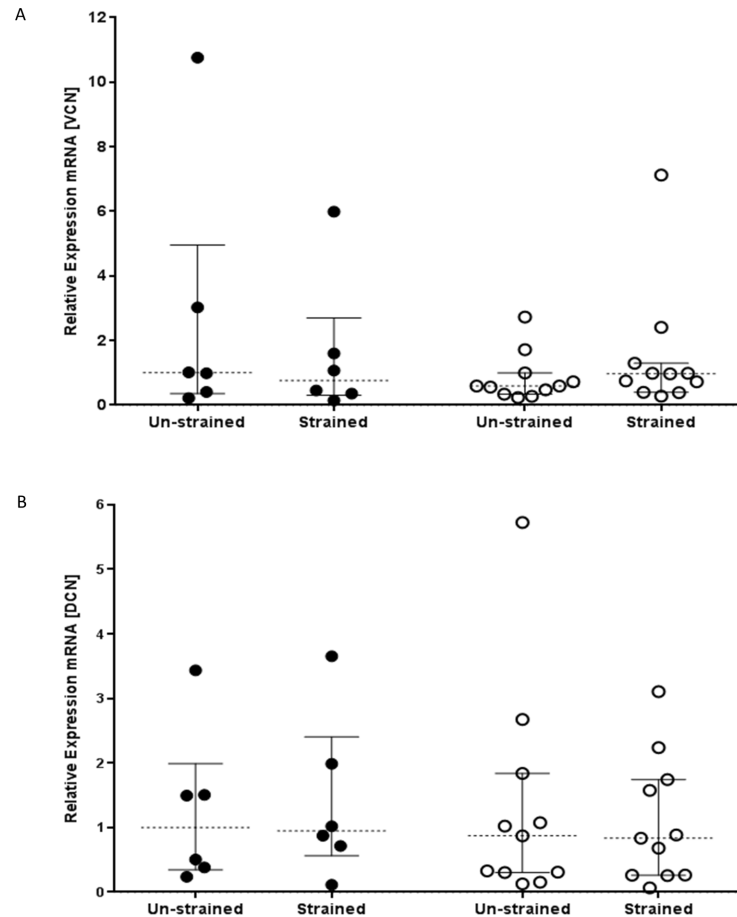 A
Relative Expression mRNA [VCN]
12
10
8
6
4
2
0
Un-strained Strained Un-strained Strained
B
Relative Expression mRNA [DCN]
6
5
4
3
2
1
0
Un-strained Strained Un-strained Strained